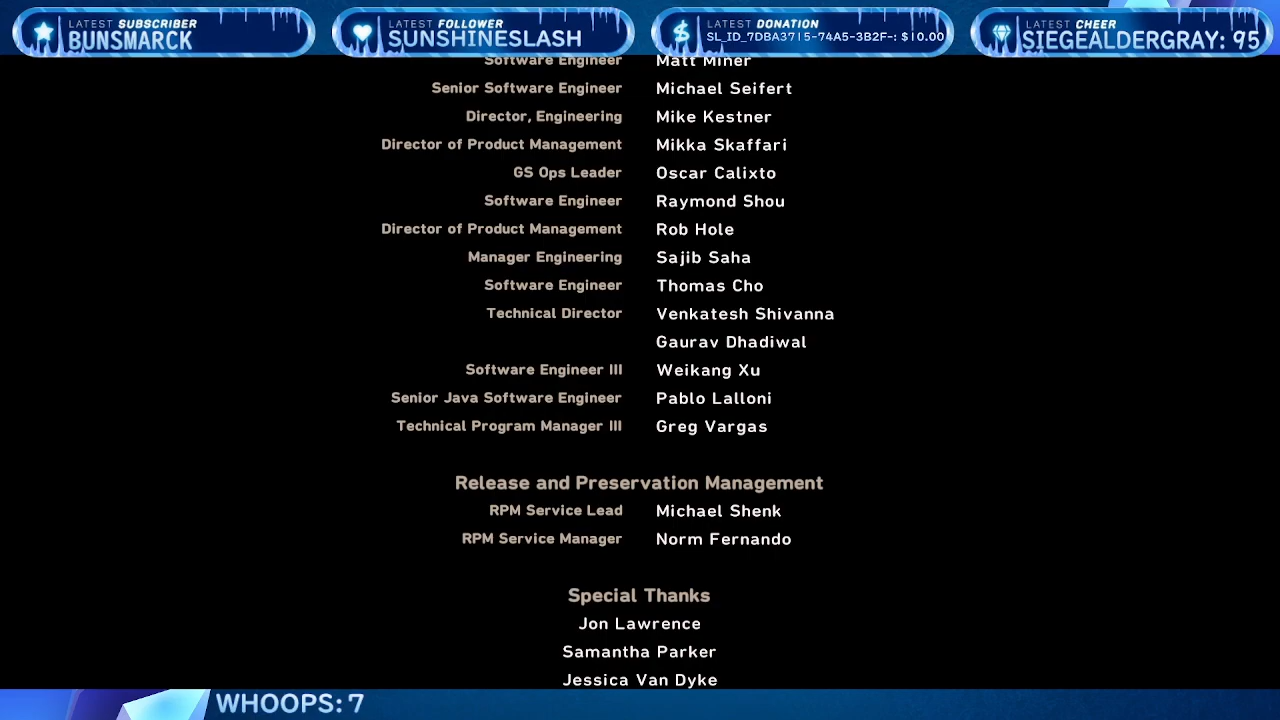 LATEST SUBSCRIBER
BUNSMARCK
LATEST FOLLOWER
SUNSHINESLASH
LATEST DONATION
SL_ID_7DBA3715-74A5-3B2F-: $10.00
LATEST CHEER
SIEGEALDERGRAY: 95
Software Engineer Matt Miner
Senior Software Engineer Michael Seifert
Director, Engineering Mike Kestner
Director of Product Management Mikka Skaffari
GS Ops Leader Oscar Calixto
Software Engineer Raymond Shou
Director of Product Management Rob Hole
Manager Engineering Sajib Saha
Software Engineer Thomas Cho
Technical Director Venkatesh Shivanna
Gaurav Dhadiwal
Software Engineer III Weikang Xu
Senior Java Software Engineer Pablo Lalloni
Technical Program Manager III Greg Vargas
Release and Preservation Management
RPM Service Lead Michael Shenk
RPM Service Manager Norm Fernando
Special Thanks
Jon Lawrence
Samantha Parker
Jessica Van Dyke
WHOOPS: 7